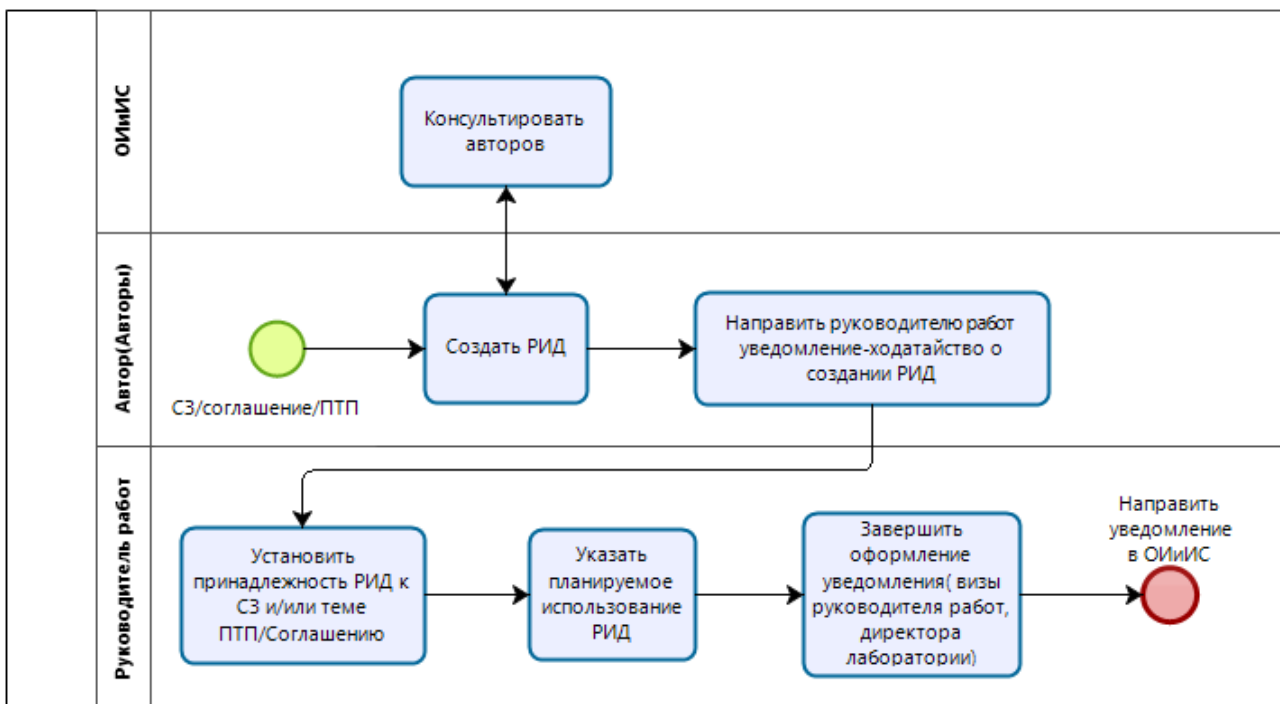 ОИиИС
Консультировать
авторов
Автор(Авторы)
СЗ/соглашение/ПТП
Создать РИД
Направить руководителю работ
уведомление-ходатайство о
создании РИД
Руководитель работ
Установить
принадлежность РИД к
СЗ и/или теме
ПТП/Соглашению
Указать
планируемое
использование
РИД
Завершить
оформление
уведомления( визы
руководителя работ,
директора
лаборатории)
Направить
уведомление
в ОИиИС